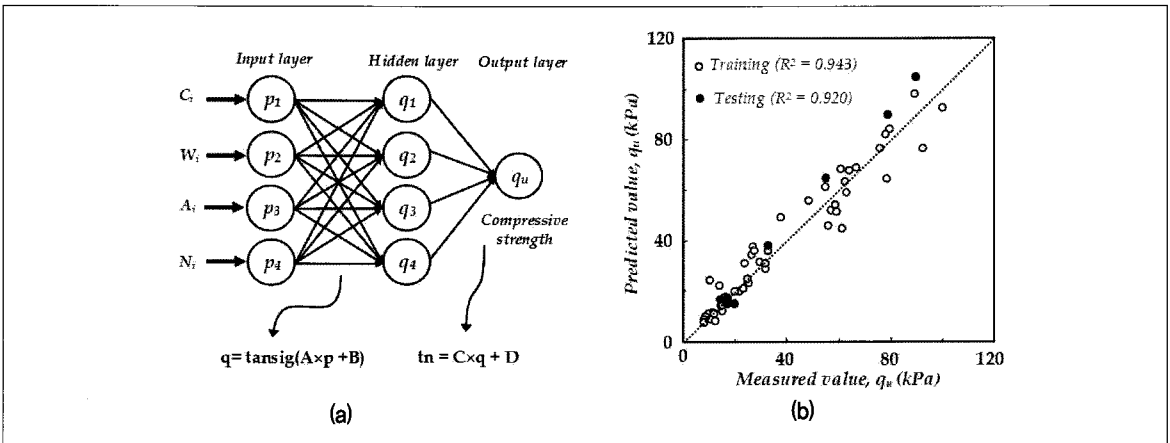 Input layer
Hidden layer
Output layer
Cᵢ
Wᵢ
Aᵢ
Nᵢ
p₁
p₂
p₃
p₄
q₁
q₂
q₃
q₄
qᵤ
Compressive
strength
q= tansig(A×p +B)
tn = C×q + D
(a)
120
80
40
0
Predicted value, qᵤ (kPa)
Training (R² = 0.943)
Testing (R² = 0.920)
0
40
80
120
Measured value, qᵤ (kPa)
(b)